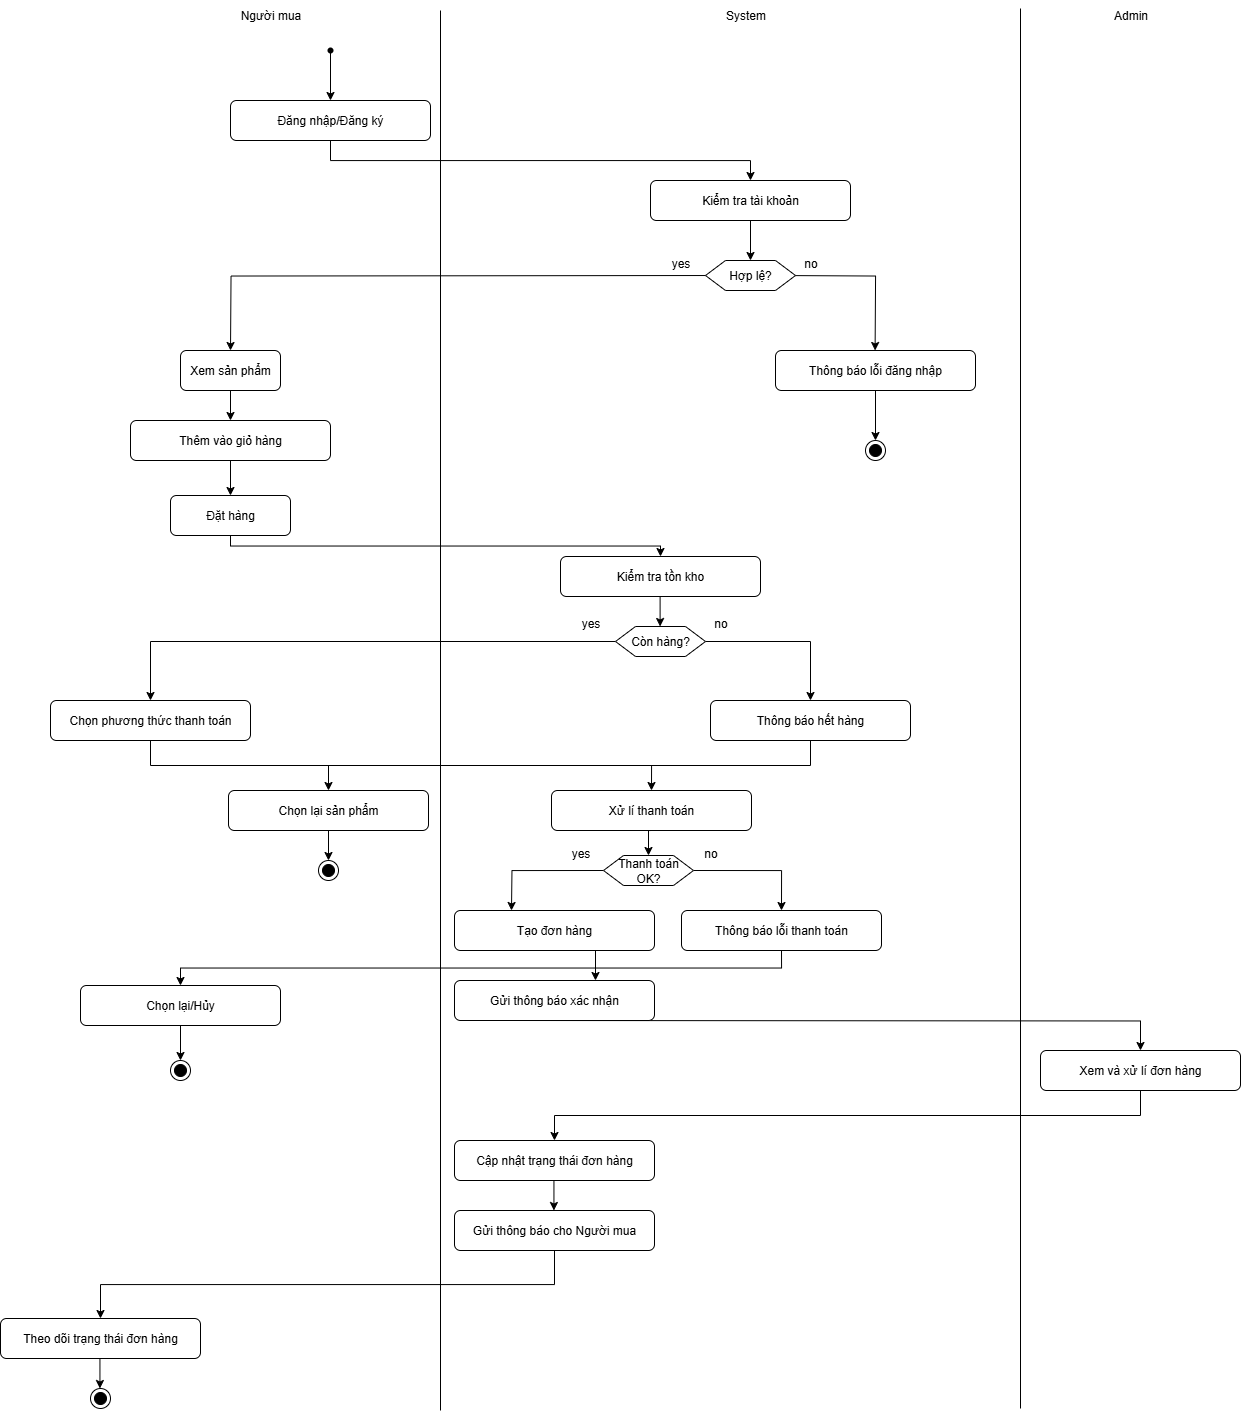 Người mua
System
Admin
Đăng nhập/Đăng ký
Kiểm tra tài khoản
yes
Hợp lệ?
no
Xem sản phẩm
Thông báo lỗi đăng nhập
Thêm vào giỏ hàng
Đặt hàng
Kiểm tra tồn kho
yes
Còn hàng?
no
Chọn phương thức thanh toán
Thông báo hết hàng
Chọn lại sản phẩm
Xử lí thanh toán
yes
Thanh toán
OK?
no
Tạo đơn hàng
Thông báo lỗi thanh toán
Chọn lại/Hủy
Gửi thông báo xác nhận
Xem và xử lí đơn hàng
Cập nhật trạng thái đơn hàng
Gửi thông báo cho Người mua
Theo dõi trạng thái đơn hàng